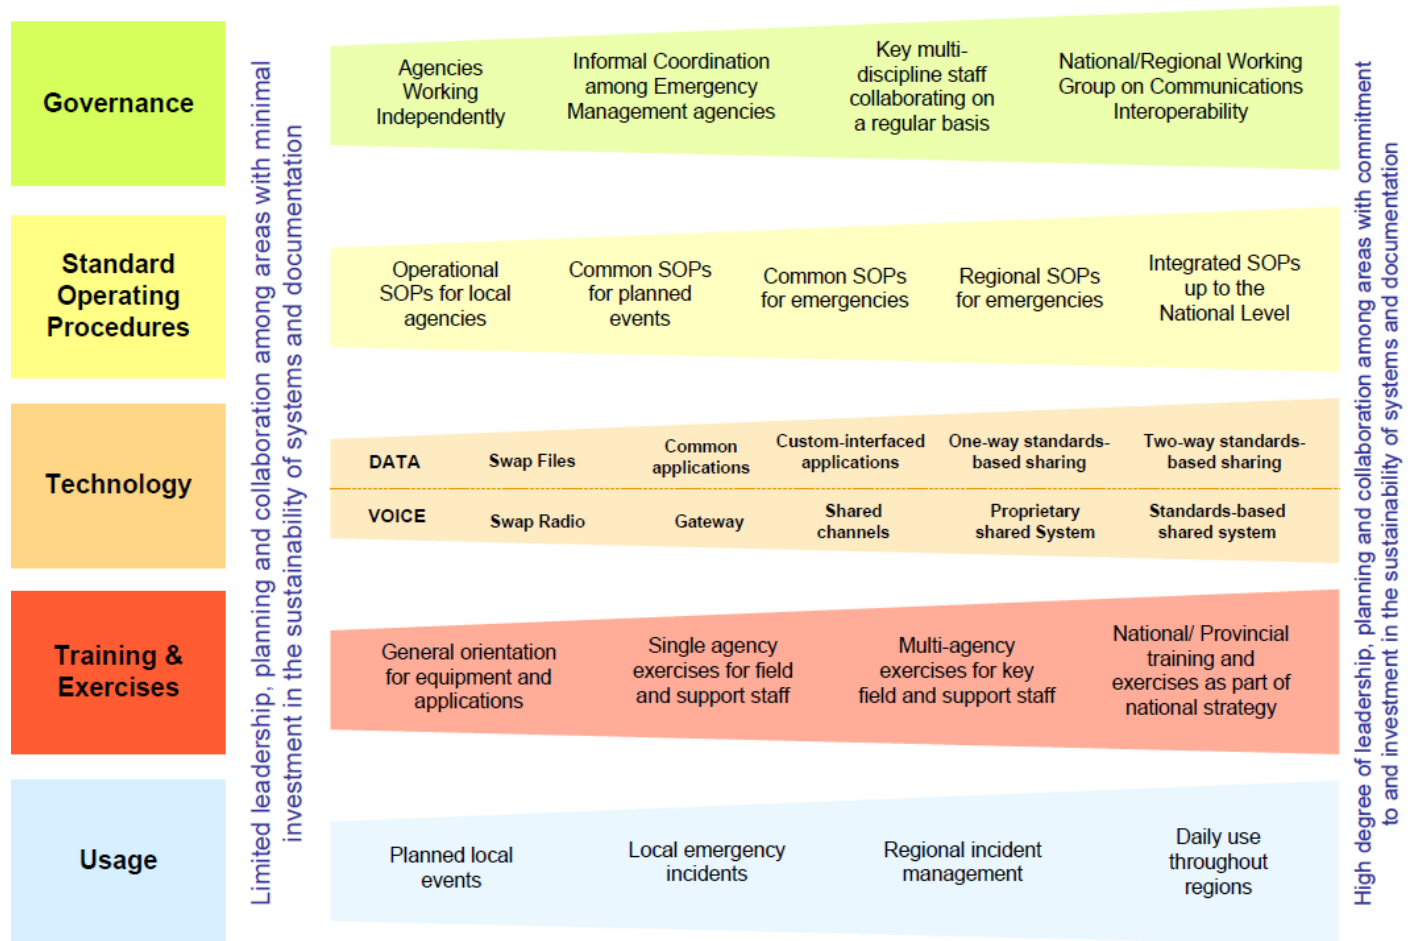 Governance
Limited leadership, planning and collaboration among areas with minimal
investment in the sustainability of systems and documentation
Agencies
Working
Independently
Informal Coordination
among Emergency
Management agencies
Key multi-
discipline staff
collaborating on
a regular basis
National/Regional Working
Group on Communications
Interoperability
High degree of leadership, planning and collaboration among areas with commitment
to and investment in the sustainability of systems and documentation
Standard
Operating
Procedures
Operational
SOPs for local
agencies
Common SOPs
for planned
events
Common SOPs
for emergencies
Regional SOPs
for emergencies
Integrated SOPs
up to the
National Level
Technology
DATA
Swap Files
Common
applications
Custom-interfaced
applications
One-way standards-
based sharing
Two-way standards-
based sharing
VOICE
Swap Radio
Gateway
Shared
channels
Proprietary
shared System
Standards-based
shared system
Training &
Exercises
General orientation
for equipment and
applications
Single agency
exercises for field
and support staff
Multi-agency
exercises for key
field and support staff
National/ Provincial
training and
exercises as part of
national strategy
Usage
Planned local
events
Local emergency
incidents
Regional incident
management
Daily use
throughout
regions